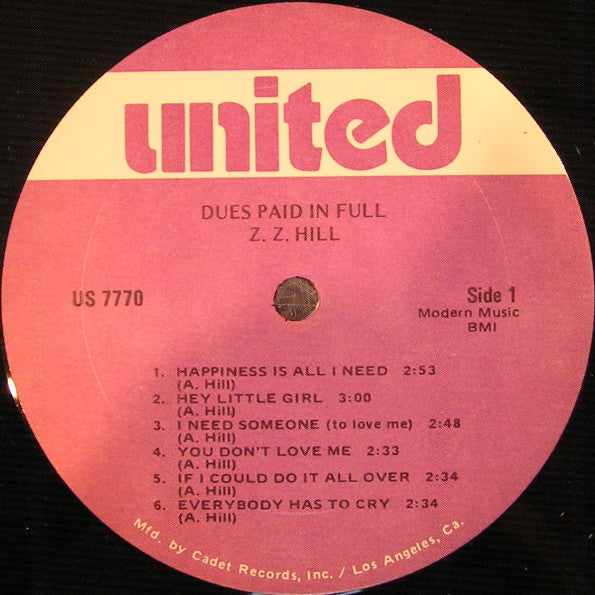 united
DUES PAID IN FULL
Z. Z. HILL
US 7770
Side 1
Modern Music
BMI
1. HAPPINESS IS ALL I NEED 2:53
(A. Hill)
2. HEY LITTLE GIRL 3:00
(A. Hill)
3. I NEED SOMEONE (to love me) 2:48
(A. Hill)
4. YOU DON'T LOVE ME 2:33
(A. Hill)
5. IF I COULD DO IT ALL OVER 2:34
(A. Hill)
6. EVERYBODY HAS TO CRY 2:34
(A. Hill)
Mfd. by Cadet Records, Inc. / Los Angeles, Ca.